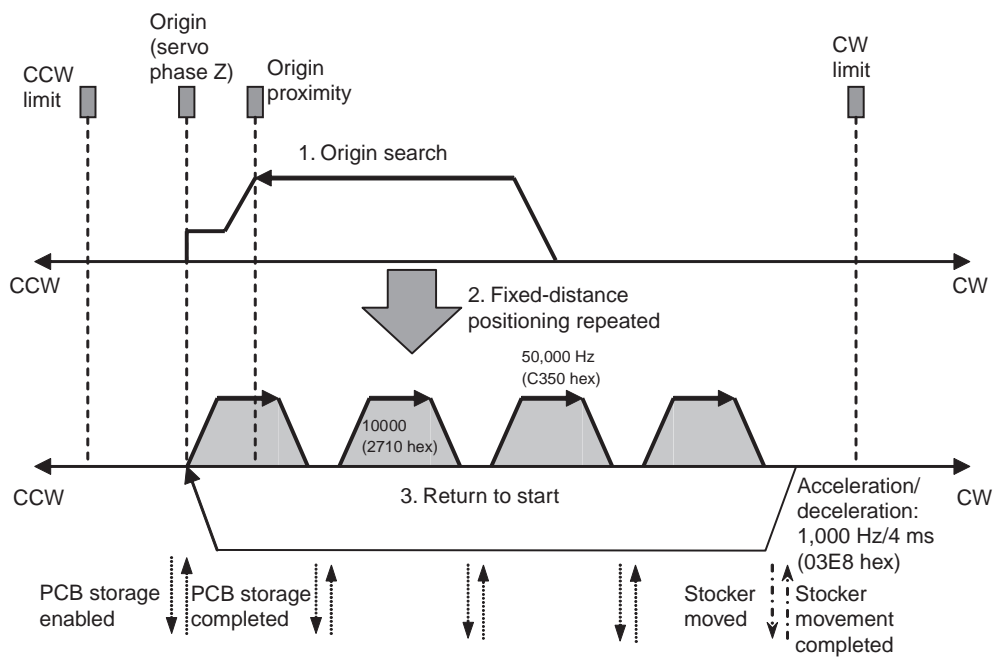 Origin
(servo
phase Z)
CCW
limit
Origin
proximity
CW
limit
1. Origin search
CCW
CW
2. Fixed-distance
positioning repeated
50,000 Hz
(C350 hex)
10000
(2710 hex)
CCW
3. Return to start
CW
Acceleration/
deceleration:
1,000 Hz/4 ms
(03E8 hex)
PCB storage
enabled
PCB storage
completed
Stocker
moved
Stocker
movement
completed